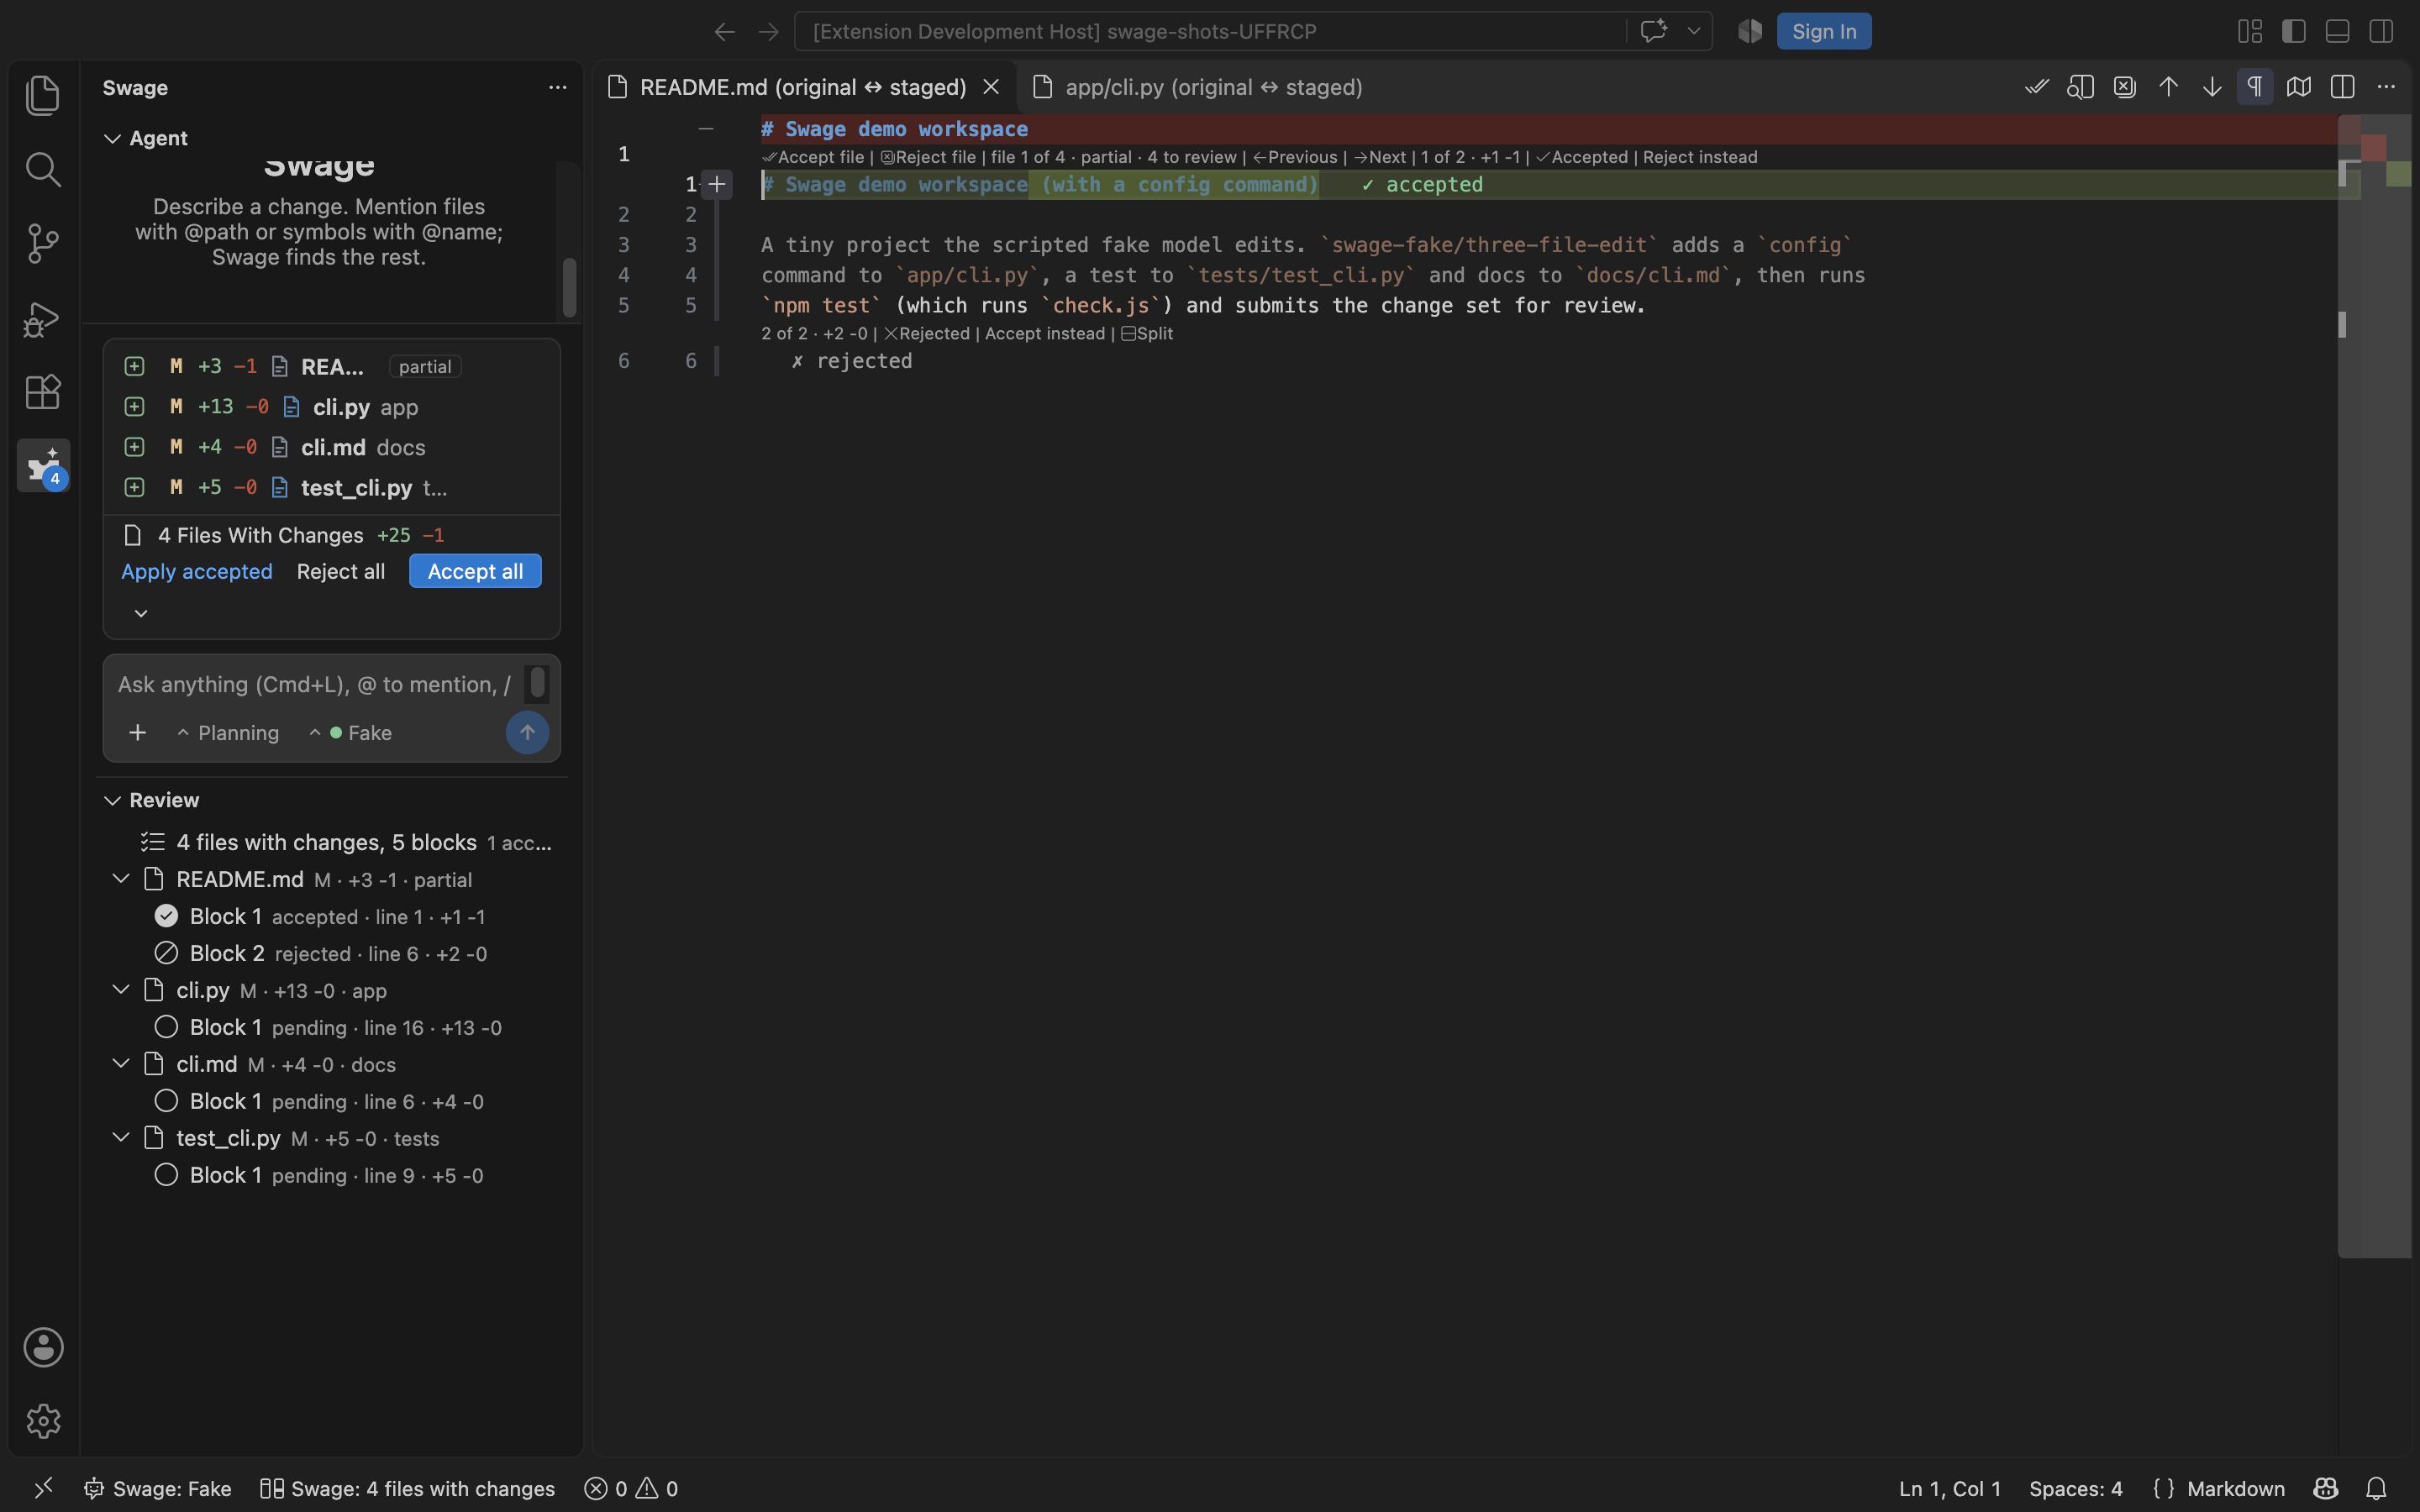 [Extension Development Host] swage-shots-UFFRCP
Sign In
Swage
Agent
Swage
Describe a change. Mention files
with @path or symbols with @name;
Swage finds the rest.
M +3 −1 REA... partial
M +13 −0 cli.py app
M +4 −0 cli.md docs
M +5 −0 test_cli.py t...
4 Files With Changes +25 −1
Apply accepted Reject all Accept all
Ask anything (Cmd+L), @ to mention, /
Planning Fake
Review
4 files with changes, 5 blocks 1 acc...
README.md M · +3 -1 · partial
Block 1 accepted · line 1 · +1 -1
Block 2 rejected · line 6 · +2 -0
cli.py M · +13 -0 · app
Block 1 pending · line 16 · +13 -0
cli.md M · +4 -0 · docs
Block 1 pending · line 6 · +4 -0
test_cli.py M · +5 -0 · tests
Block 1 pending · line 9 · +5 -0
4
README.md (original ↔ staged)
app/cli.py (original ↔ staged)
# Swage demo workspace
1
Accept file | Reject file | file 1 of 4 · partial · 4 to review | ←Previous | →Next | 1 of 2 · +1 -1 | ✓Accepted | Reject instead
1 # Swage demo workspace (with a config command) ✓ accepted
2 2
3 3 A tiny project the scripted fake model edits. `swage-fake/three-file-edit` adds a `config`
4 4 command to `app/cli.py`, a test to `tests/test_cli.py` and docs to `docs/cli.md`, then runs
5 5 `npm test` (which runs `check.js`) and submits the change set for review.
2 of 2 · +2 -0 | ×Rejected | Accept instead | Split
6 6 ✗ rejected
Swage: Fake
Swage: 4 files with changes
0 0
Ln 1, Col 1
Spaces: 4
{ } Markdown